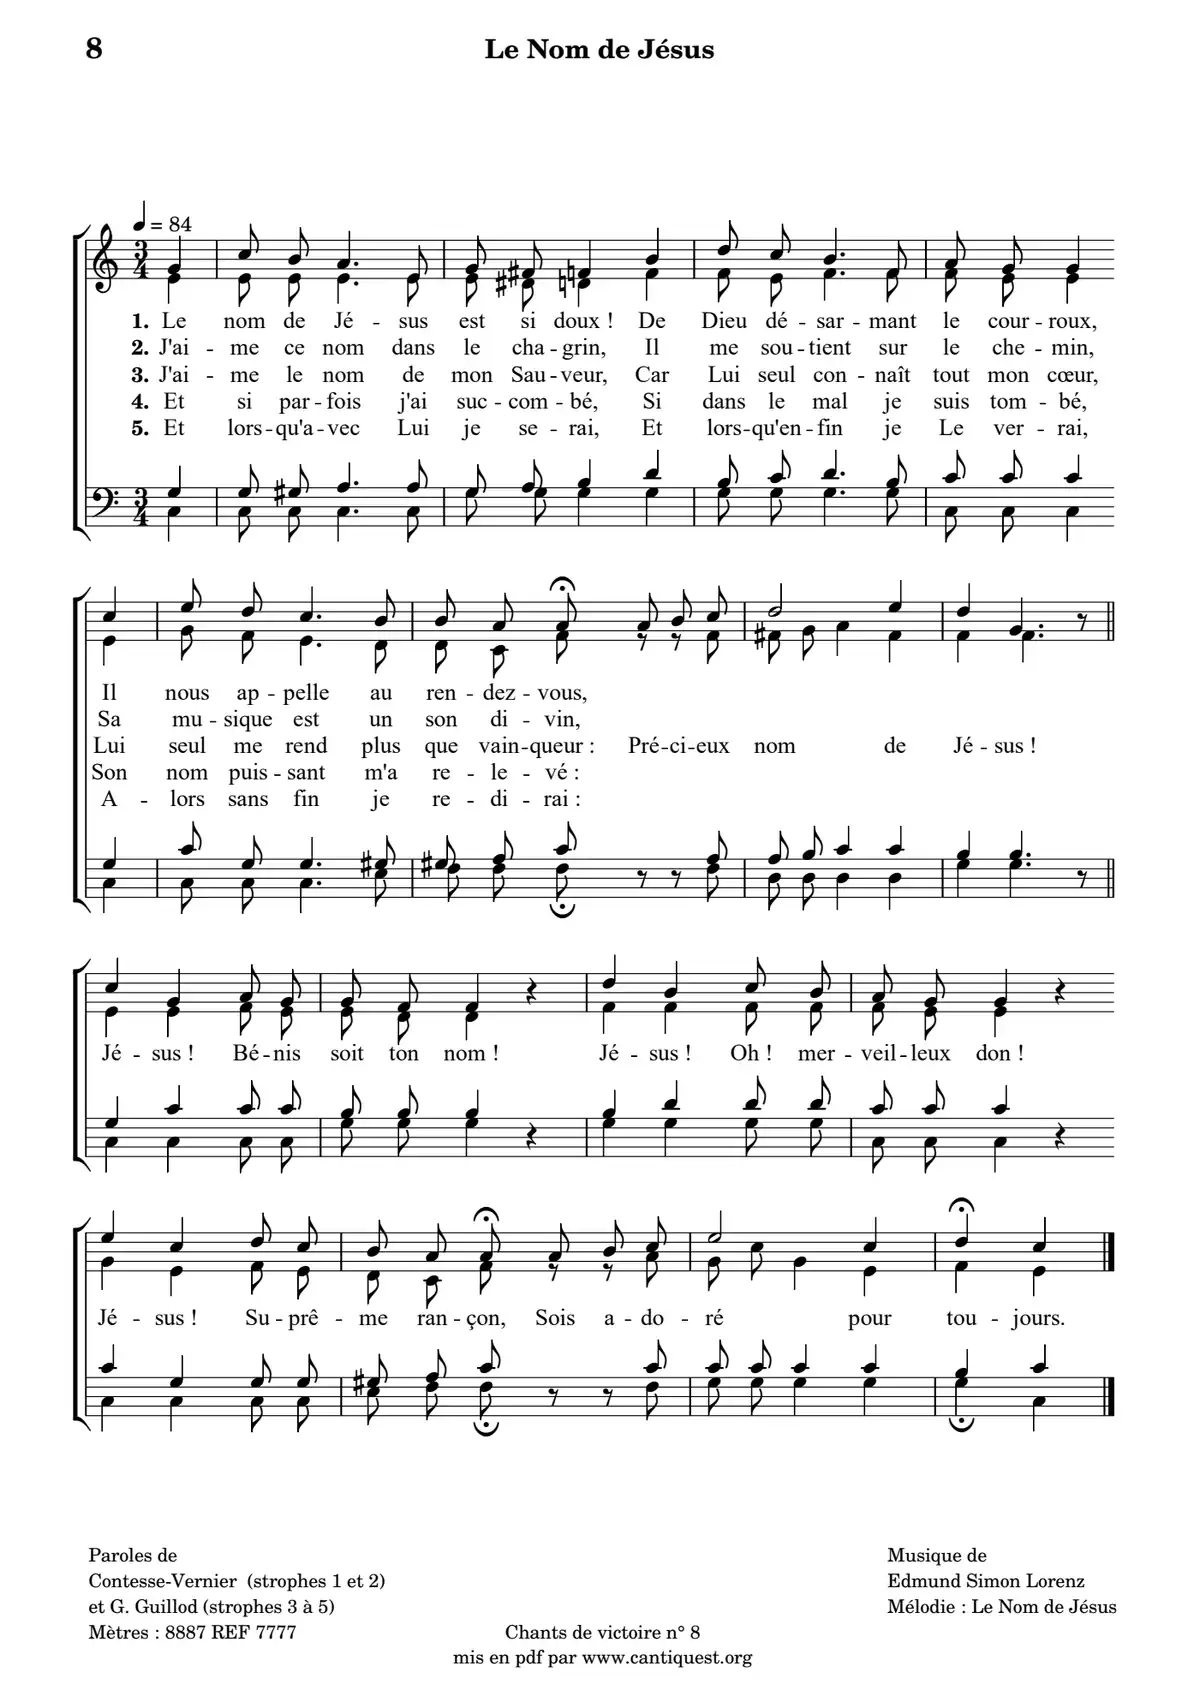 8
Le Nom de Jésus
= 84
3 4
1. Le nom de Jé - sus est si doux ! De Dieu dé - sar - mant le cour - roux,
2. J'ai - me ce nom dans le cha - grin, Il me sou - tient sur le che - min,
3. J'ai - me le nom de mon Sau - veur, Car Lui seul con - naît tout mon cœur,
4. Et si par - fois j'ai suc - com - bé, Si dans le mal je suis tom - bé,
5. Et lors - qu'a - vec Lui je se - rai, Et lors - qu'en - fin je Le ver - rai,
3 4
Il nous ap - pelle au ren - dez - vous,
Sa mu - sique est un son di - vin,
Lui seul me rend plus que vain - queur : Pré - ci - eux nom de Jé - sus !
Son nom puis - sant m'a re - le - vé :
A - lors sans fin je re - di - rai :
Jé - sus ! Bé - nis soit ton nom ! Jé - sus ! Oh ! mer - veil - leux don !
Jé - sus ! Su - prê - me ran - çon, Sois a - do - ré pour tou - jours.
Paroles de
Contesse-Vernier (strophes 1 et 2)
et G. Guillod (strophes 3 à 5)
Mètres : 8887 REF 7777
Musique de
Edmund Simon Lorenz
Mélodie : Le Nom de Jésus
Chants de victoire n° 8
mis en pdf par www.cantiquest.org